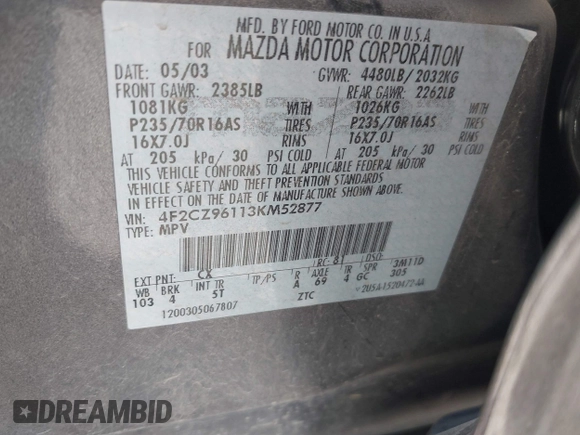 MFD. BY FORD MOTOR CO. IN U.S.A.
FOR MAZDA MOTOR CORPORATION
DATE: 05/03 GVWR: 4480LB/ 2032KG
FRONT GAWR: 2385LB REAR GAWR: 2262LB
1081KG WITH 1026KG WITH
P235/70R16AS TIRES P235/70R16AS TIRES
16X7.0J RIMS 16X7.0J RIMS
AT 205 kPa/ 30 PSI COLD AT 205 kPa/ 30 PSI COLD
THIS VEHICLE CONFORMS TO ALL APPLICABLE FEDERAL MOTOR
VEHICLE SAFETY AND THEFT PREVENTION STANDARDS
IN EFFECT ON THE DATE OF MANUFACTURE SHOWN ABOVE.
VIN: 4F2CZ96113KM52877
TYPE: MPV
EXT PNT: CX RC: 81 DSO: 3M11D
WB BRK INT TR TP/PS R AXLE TR SPR
103 4 5T A 69 4 GC 305
1200305067807 ZTC
DREAMBID